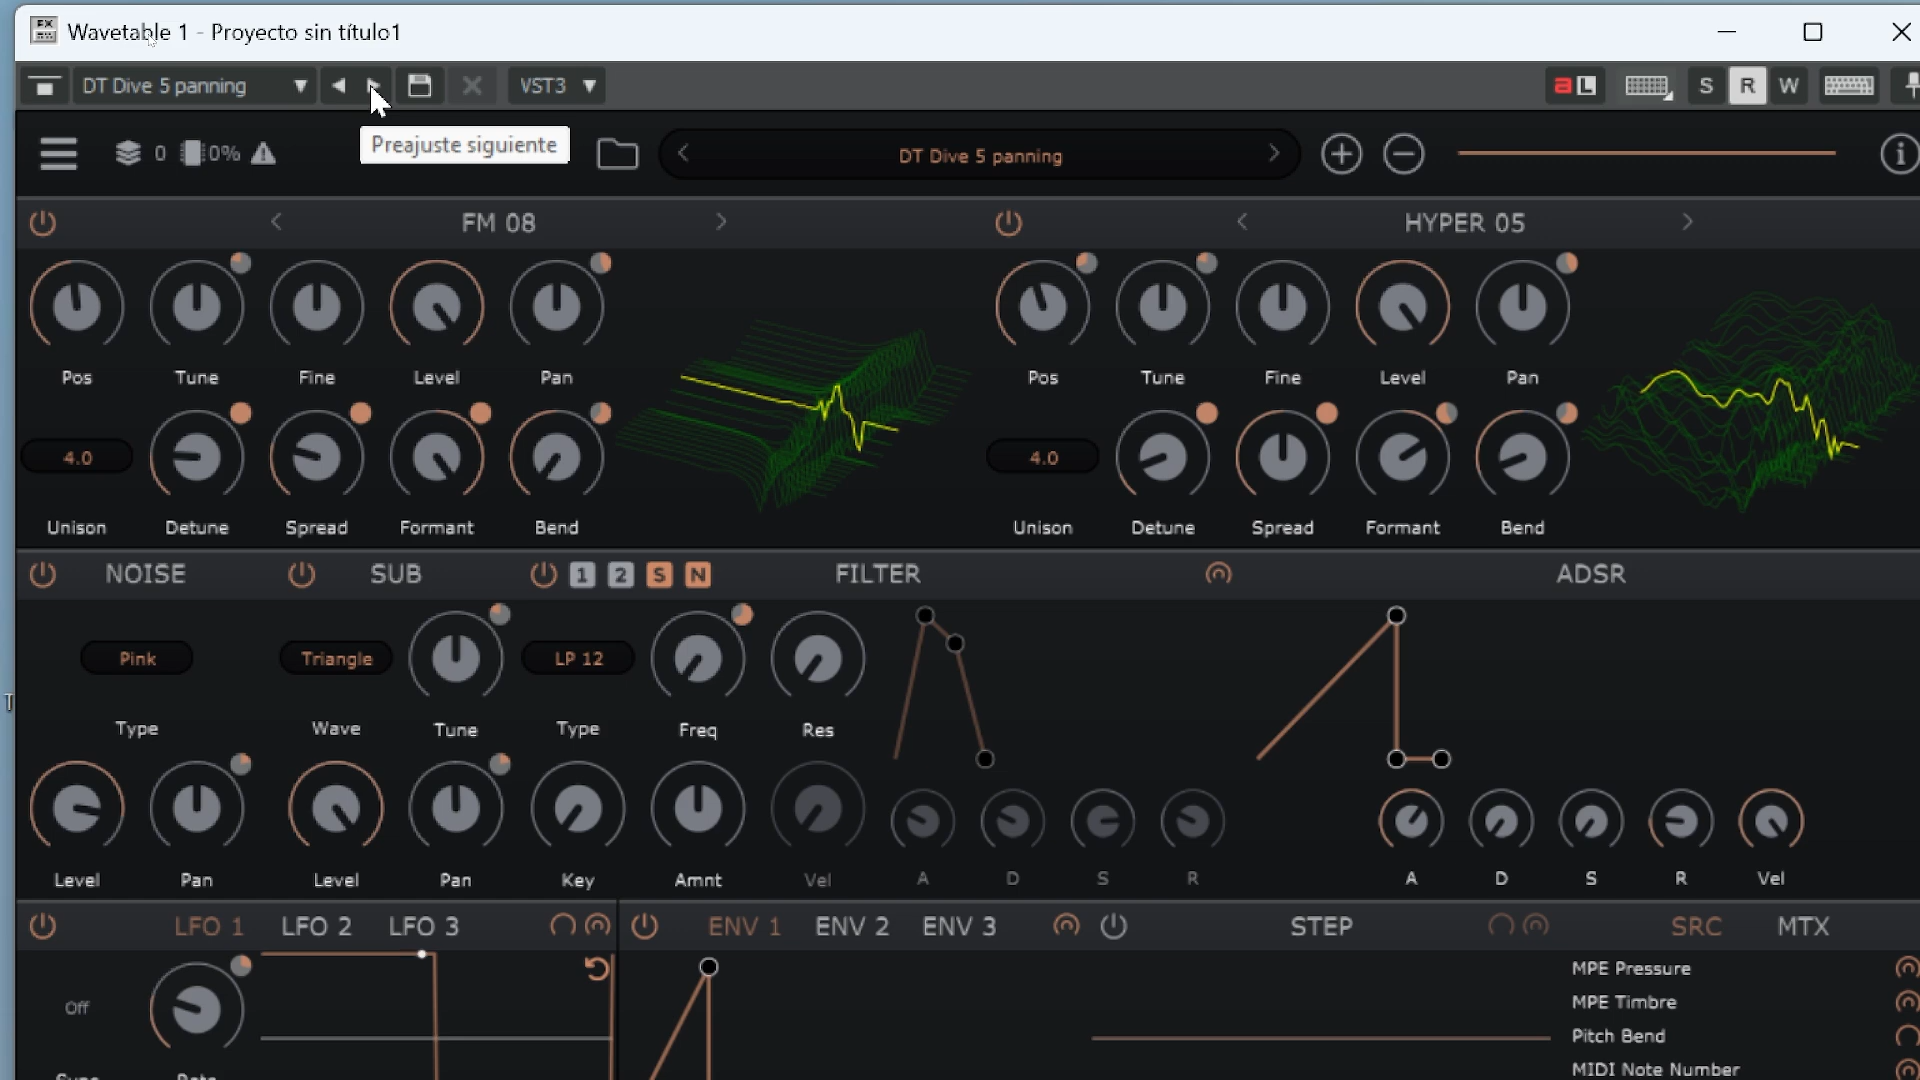 Wavetable 1 - Proyecto sin título1
DT Dive 5 panning
VST3
a L
S R W
0
0%
Preajuste siguiente
DT Dive 5 panning
FM 08
HYPER 05
Pos Tune Fine Level Pan
Pos Tune Fine Level Pan
4.0
4.0
Unison Detune Spread Formant Bend
Unison Detune Spread Formant Bend
NOISE SUB 1 2 S N FILTER ADSR
Pink Triangle LP 12
Type Wave Tune Type Freq Res
Level Pan Level Pan Key Amnt Vel A D S R A D S R Vel
LFO 1 LFO 2 LFO 3 ENV 1 ENV 2 ENV 3 STEP SRC MTX
Off
MPE Pressure
MPE Timbre
Pitch Bend
MIDI Note Number